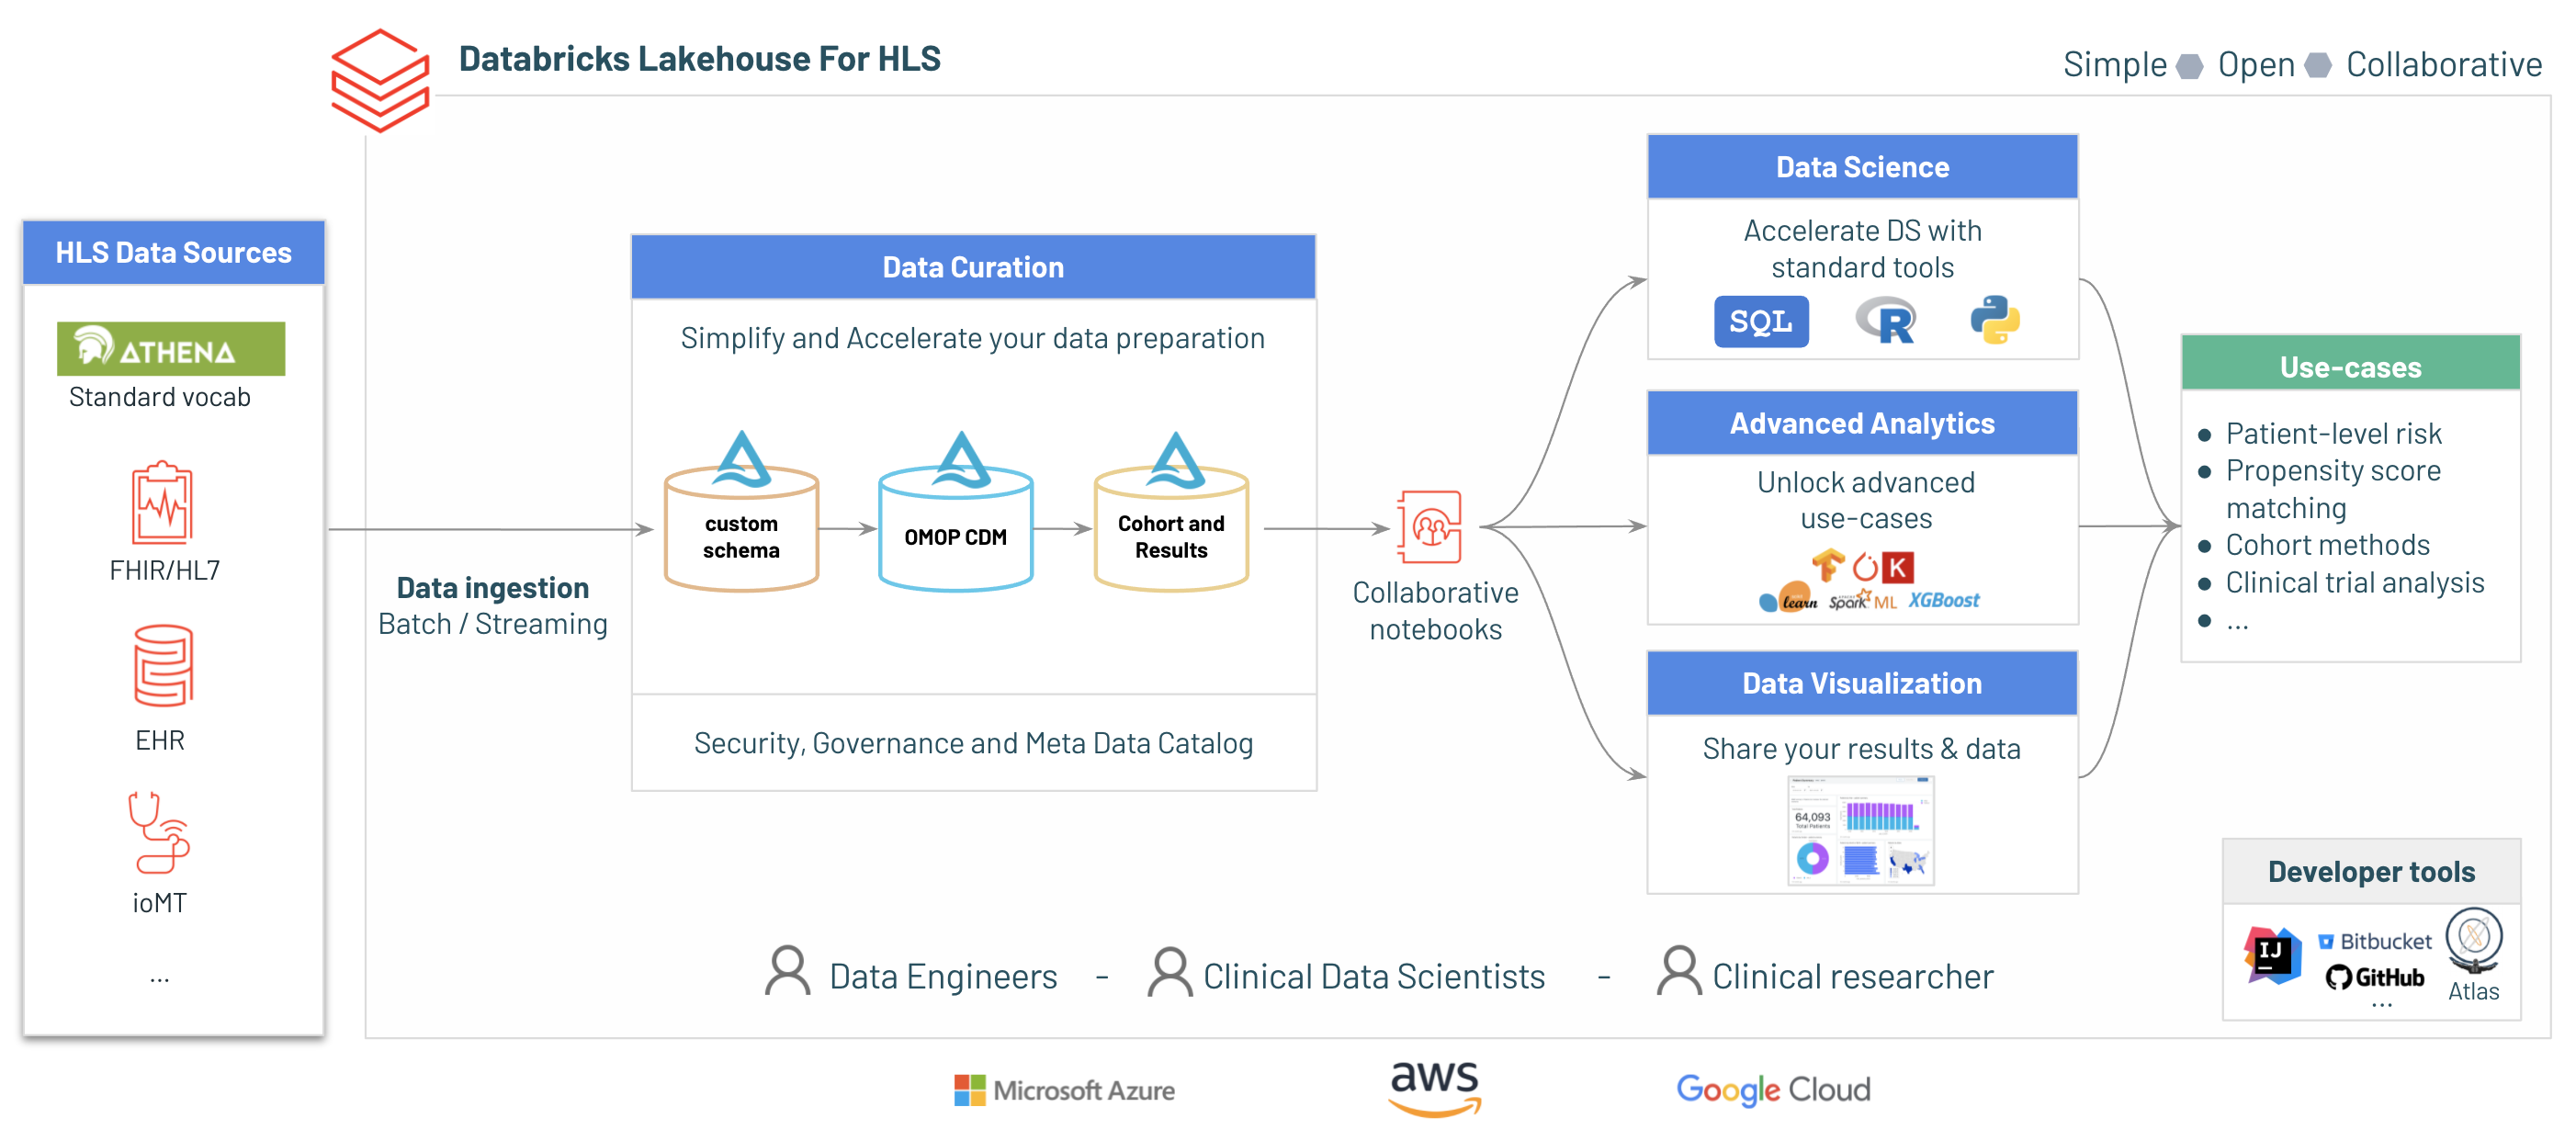 Databricks Lakehouse For HLS
Simple Open Collaborative
HLS Data Sources
ATHENA
Standard vocab
FHIR/HL7
EHR
ioMT
...
Data ingestion
Batch / Streaming
Data Curation
Simplify and Accelerate your data preparation
custom
schema
OMOP CDM
Cohort and
Results
Security, Governance and Meta Data Catalog
Collaborative
notebooks
Data Science
Accelerate DS with
standard tools
SQL
R
Advanced Analytics
Unlock advanced
use-cases
K
learn Spark ML XGBoost
Data Visualization
Share your results & data
64,093
Total Patients
Use-cases
● Patient-level risk
● Propensity score
matching
● Cohort methods
● Clinical trial analysis
● ...
Developer tools
IJ
Bitbucket
GitHub
...
Atlas
Data Engineers - Clinical Data Scientists - Clinical researcher
Microsoft Azure
aws
Google Cloud